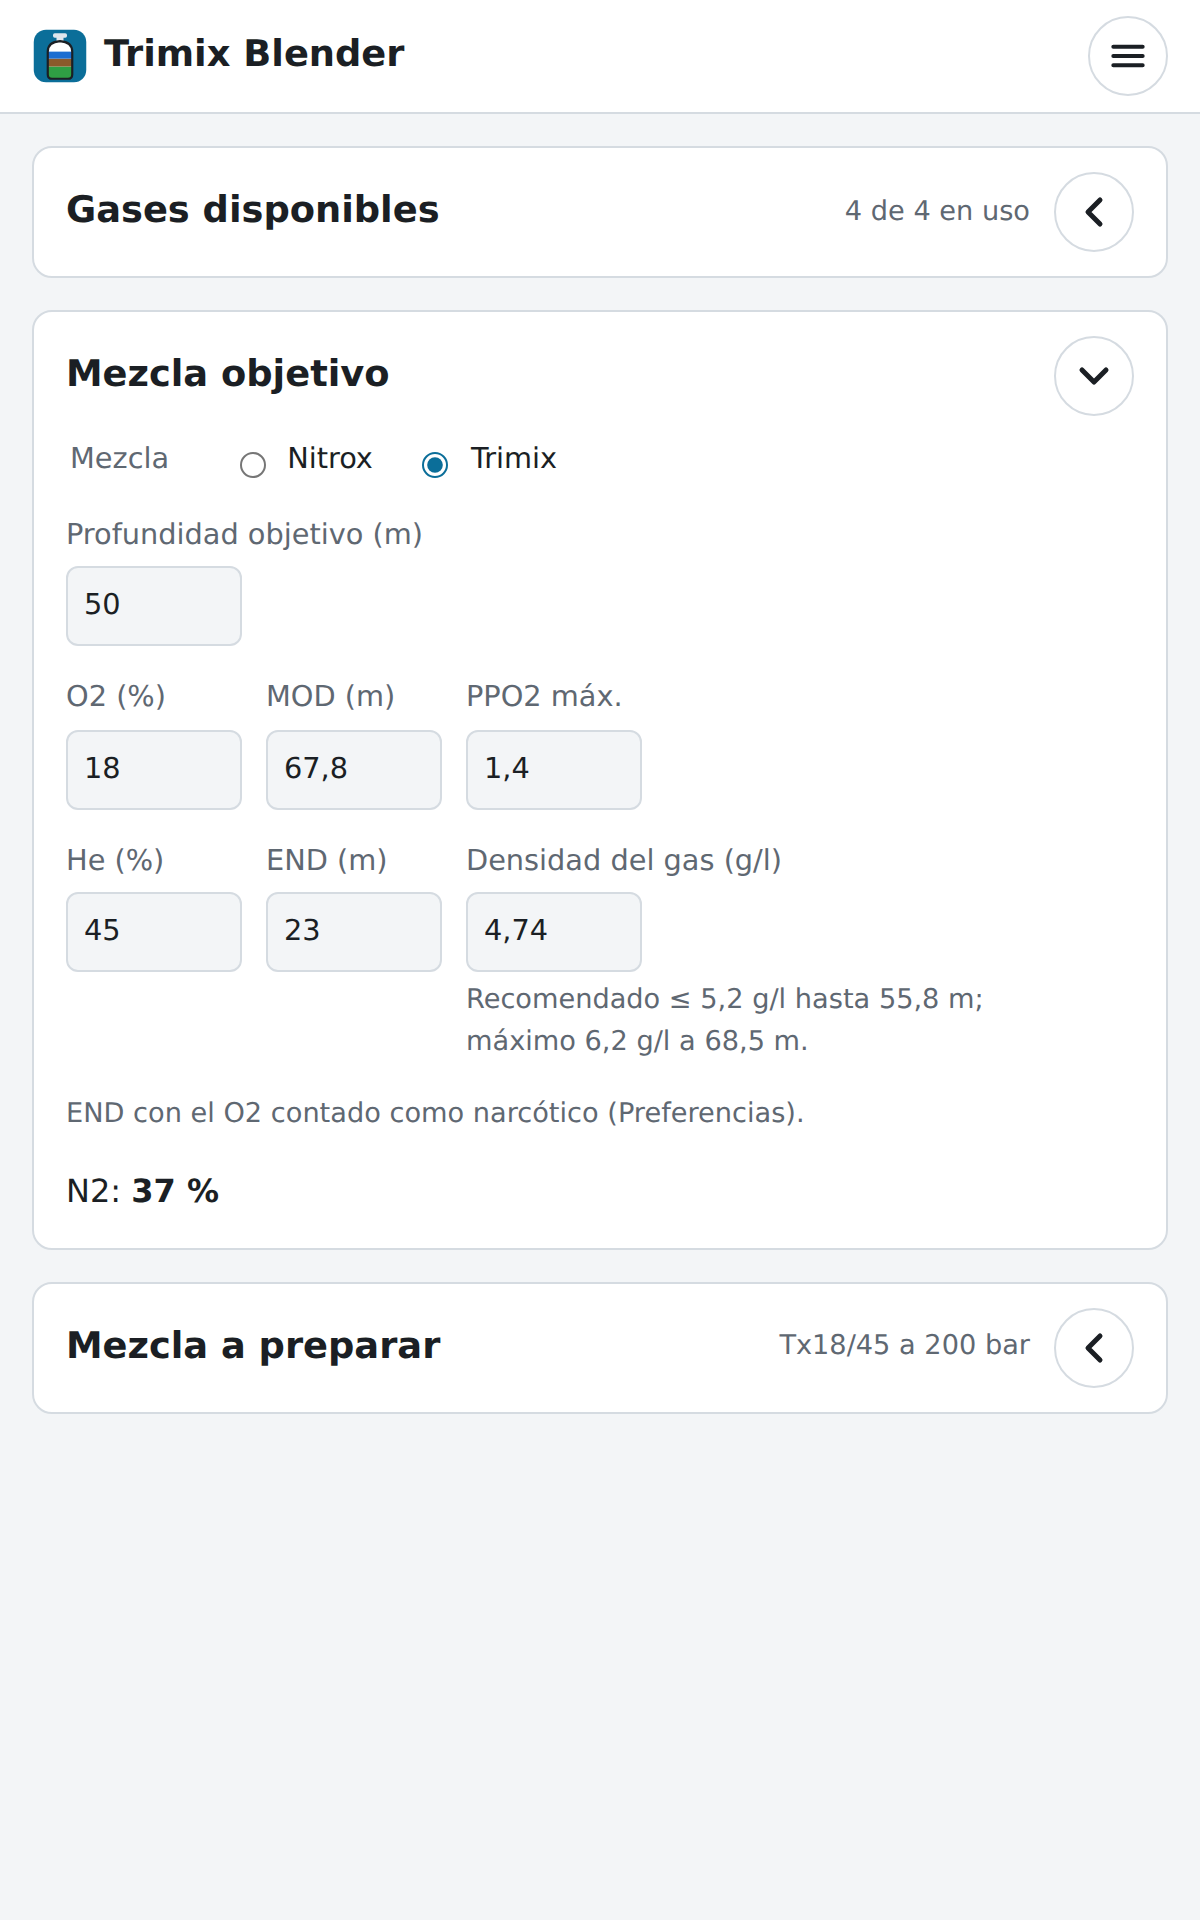 Trimix Blender
Gases disponibles
4 de 4 en uso
Mezcla objetivo
Mezcla Nitrox Trimix
Profundidad objetivo (m)
50
O2 (%) MOD (m) PPO2 máx.
18 67,8 1,4
He (%) END (m) Densidad del gas (g/l)
45 23 4,74
Recomendado ≤ 5,2 g/l hasta 55,8 m;
máximo 6,2 g/l a 68,5 m.
END con el O2 contado como narcótico (Preferencias).
N2: 37 %
Mezcla a preparar
Tx18/45 a 200 bar